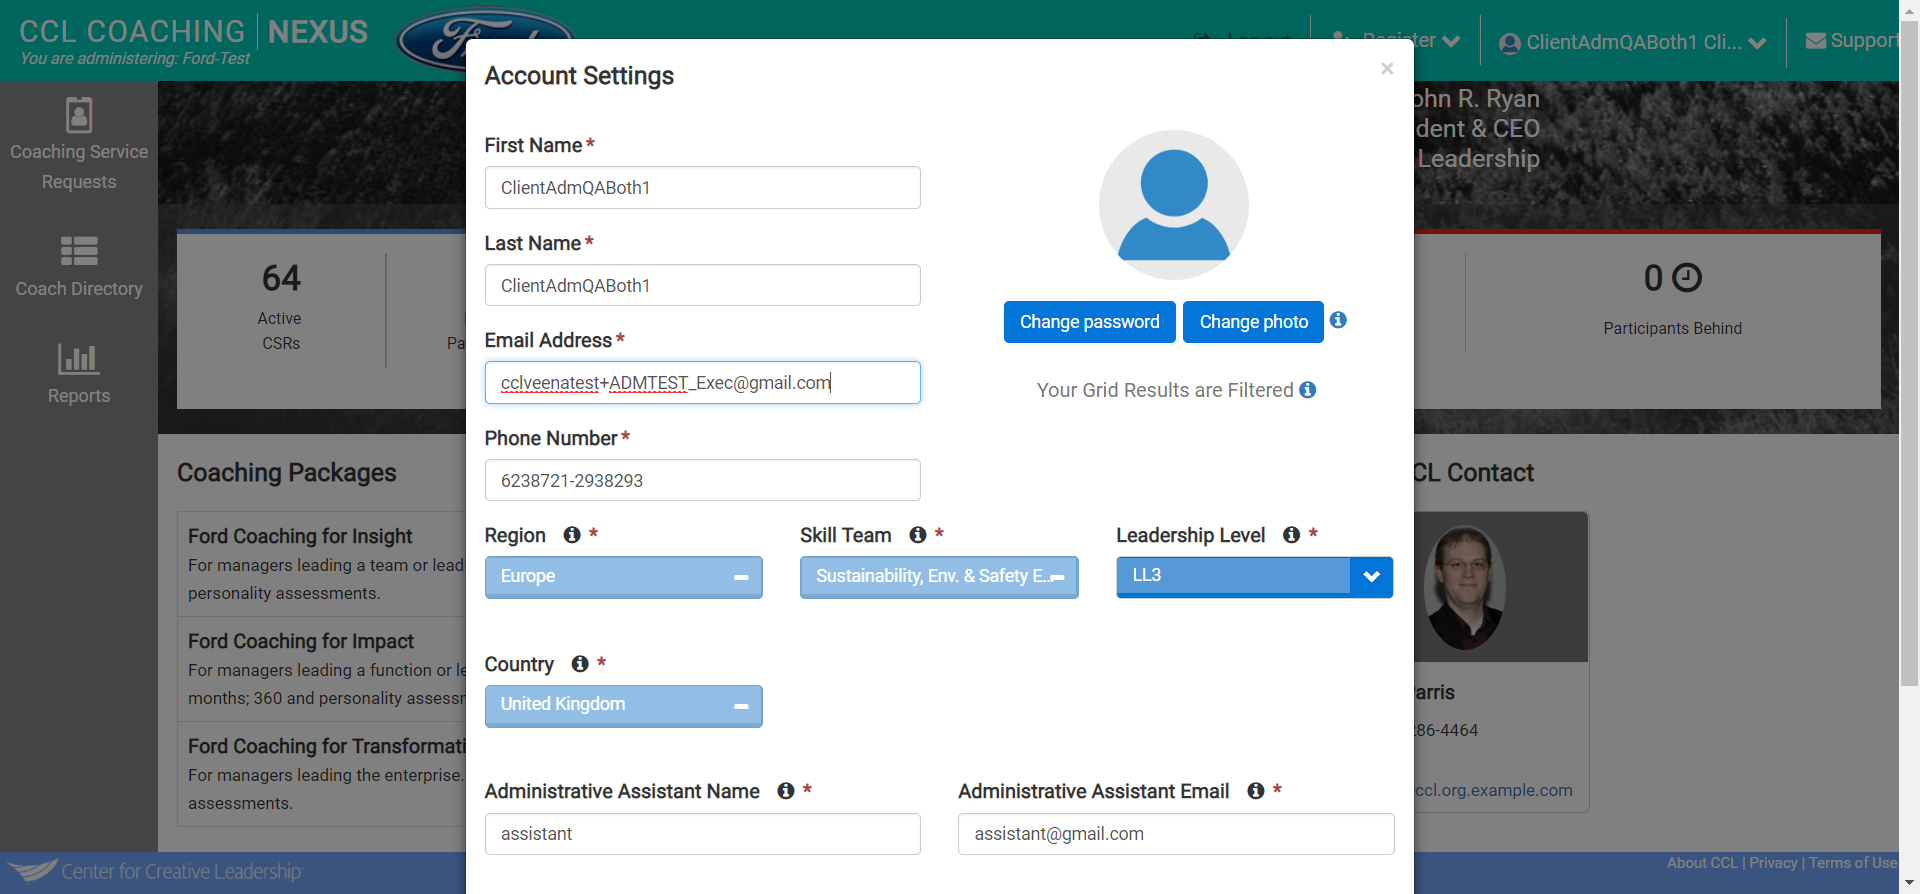 CCL COACHING NEXUS
You are administering: Ford-Test
Ford
Register
ClientAdmQABoth1 Cli...
Support
Coaching Service
Requests
Coach Directory
Reports
64
Active
CSRs
Account Settings
×
First Name *
ClientAdmQABoth1
Last Name *
ClientAdmQABoth1
Email Address *
cclveenatest+ADMTEST_Exec@gmail.com
Phone Number *
6238721-2938293
Change password
Change photo
Your Grid Results are Filtered
Region *
Europe
Skill Team *
Sustainability, Env. & Safety E...
Leadership Level *
LL3
Country *
United Kingdom
Administrative Assistant Name *
assistant
Administrative Assistant Email *
assistant@gmail.com
ohn R. Ryan
dent & CEO
Leadership
0
Participants Behind
Coaching Packages
Ford Coaching for Insight
For managers leading a team or lead
personality assessments.
Ford Coaching for Impact
For managers leading a function or le
months; 360 and personality assessm
Ford Coaching for Transformati
For managers leading the enterprise.
assessments.
CL Contact
arris
286-4464
ccl.org.example.com
Center for Creative Leadership
About CCL | Privacy | Terms of Use